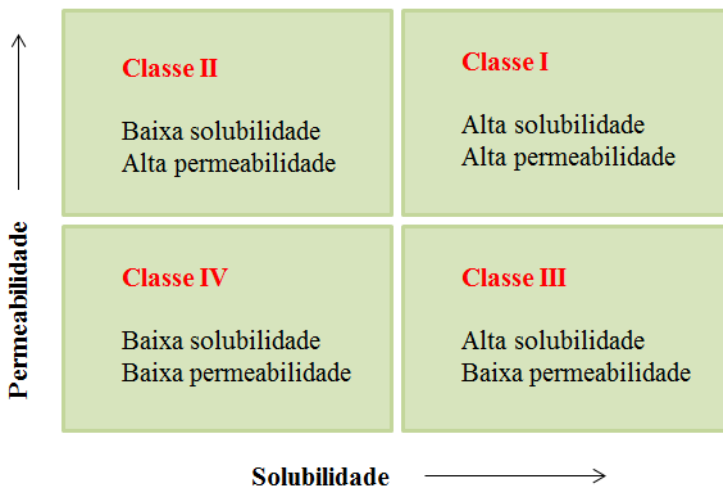 Classe II
Baixa solubilidade
Alta permeabilidade
Classe I
Alta solubilidade
Alta permeabilidade
Classe IV
Baixa solubilidade
Baixa permeabilidade
Classe III
Alta solubilidade
Baixa permeabilidade
Permeabilidade
Solubilidade